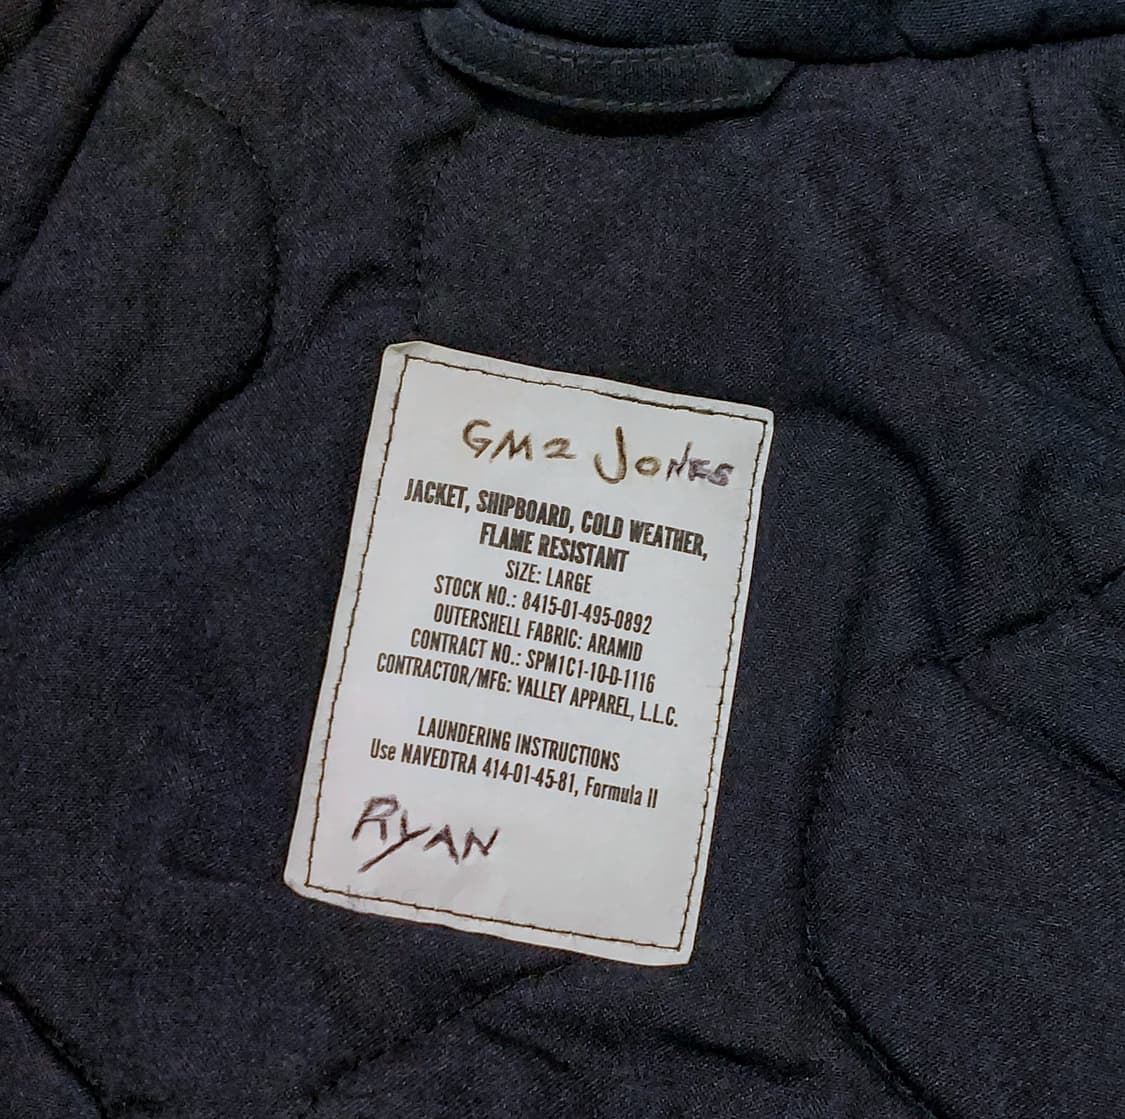 GM2 JONES
JACKET, SHIPBOARD, COLD WEATHER,
FLAME RESISTANT
SIZE: LARGE
STOCK NO.: 8415-01-495-0892
OUTERSHELL FABRIC: ARAMID
CONTRACT NO.: SPM1C1-10-D-1116
CONTRACTOR/MFG: VALLEY APPAREL, L.L.C.
LAUNDERING INSTRUCTIONS
Use NAVEDTRA 414-01-45-81, Formula II
RYAN